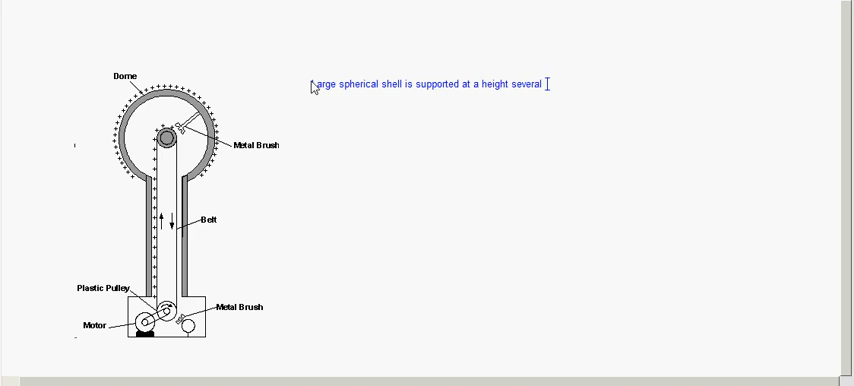 Dome
arge spherical shell is supported at a height several
Metal Brush
Belt
Plastic Pulley
Metal Brush
Motor